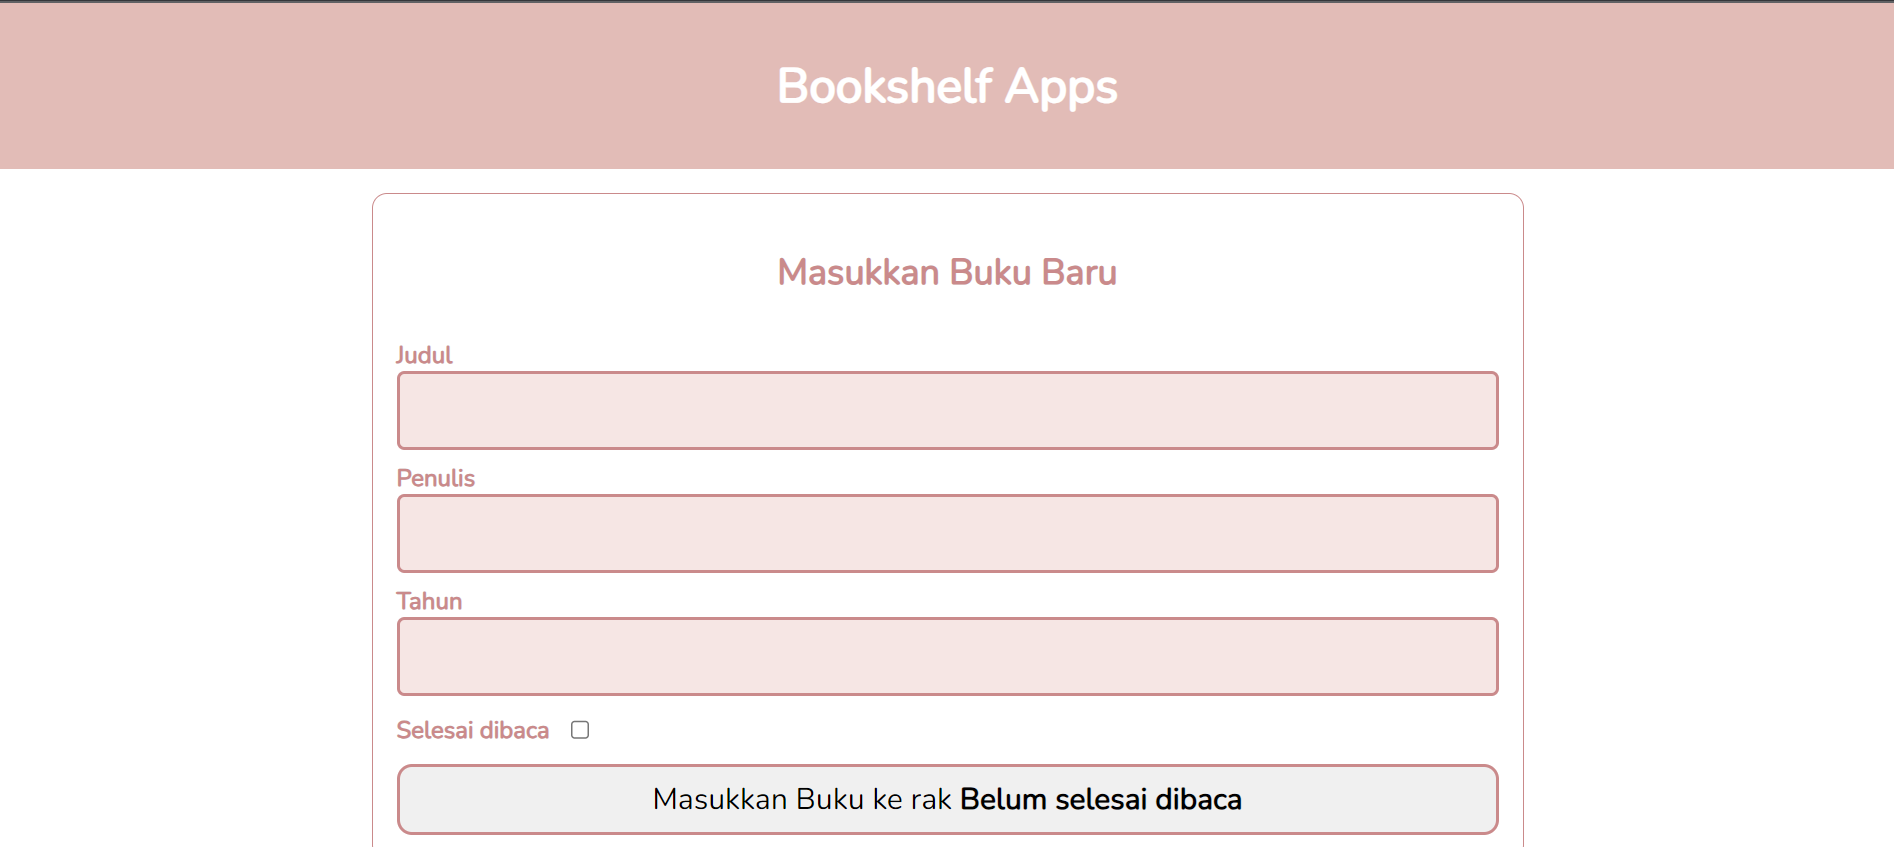 Bookshelf Apps
Masukkan Buku Baru
Judul
Penulis
Tahun
Selesai dibaca
Masukkan Buku ke rak Belum selesai dibaca